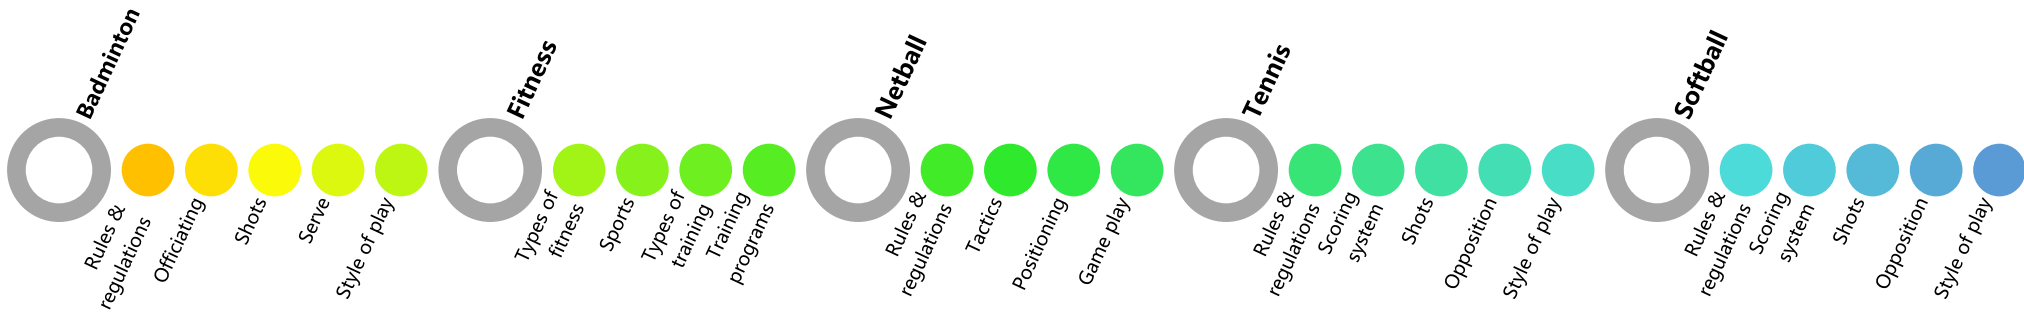 Badminton
Rules &
regulations
Officiating
Shots
Serve
Style of play
Fitness
Types of
fitness
Sports
Types of
training
Training
programs
Netball
Rules &
regulations
Tactics
Positioning
Game play
Tennis
Rules &
regulations
Scoring
system
Shots
Opposition
Style of play
Softball
Rules &
regulations
Scoring
system
Shots
Opposition
Style of play